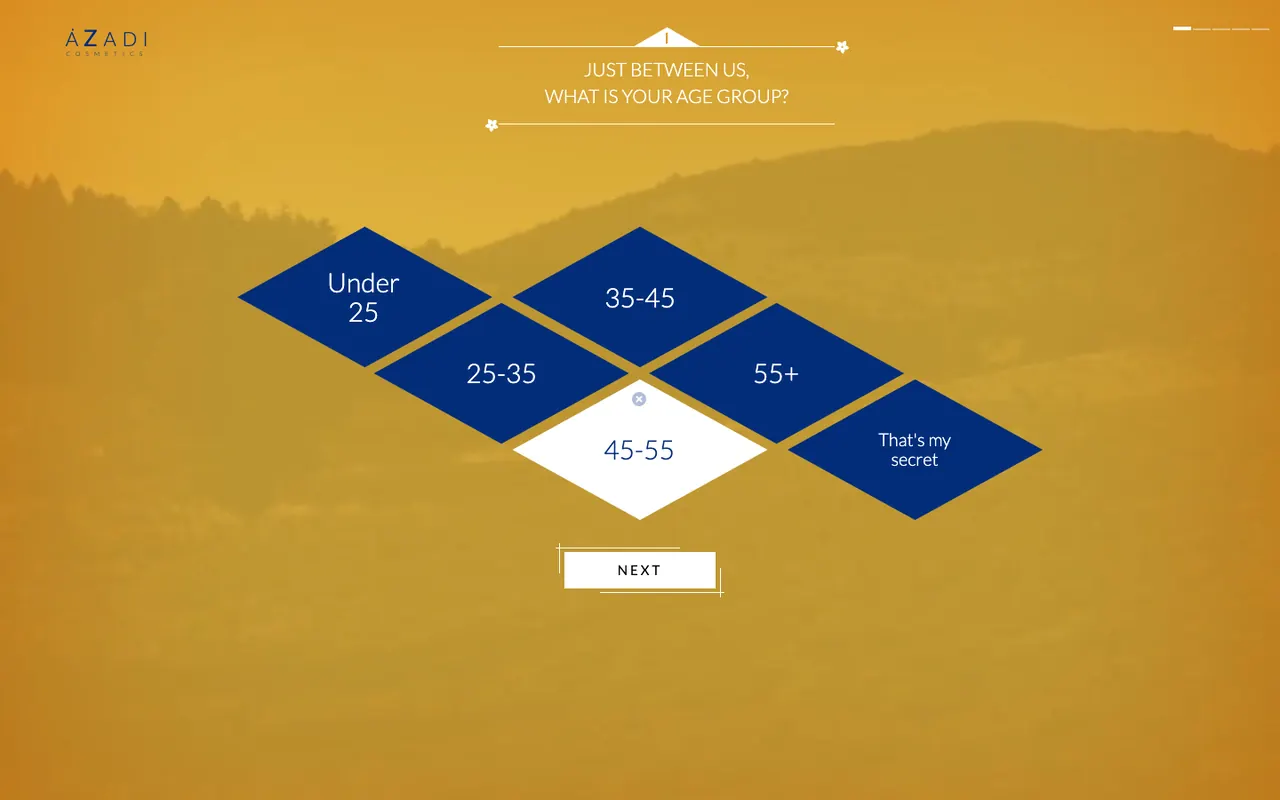 ÁZADI
COSMETICS
I
JUST BETWEEN US,
WHAT IS YOUR AGE GROUP?
Under
25
35-45
25-35
55+
45-55
That's my
secret
NEXT